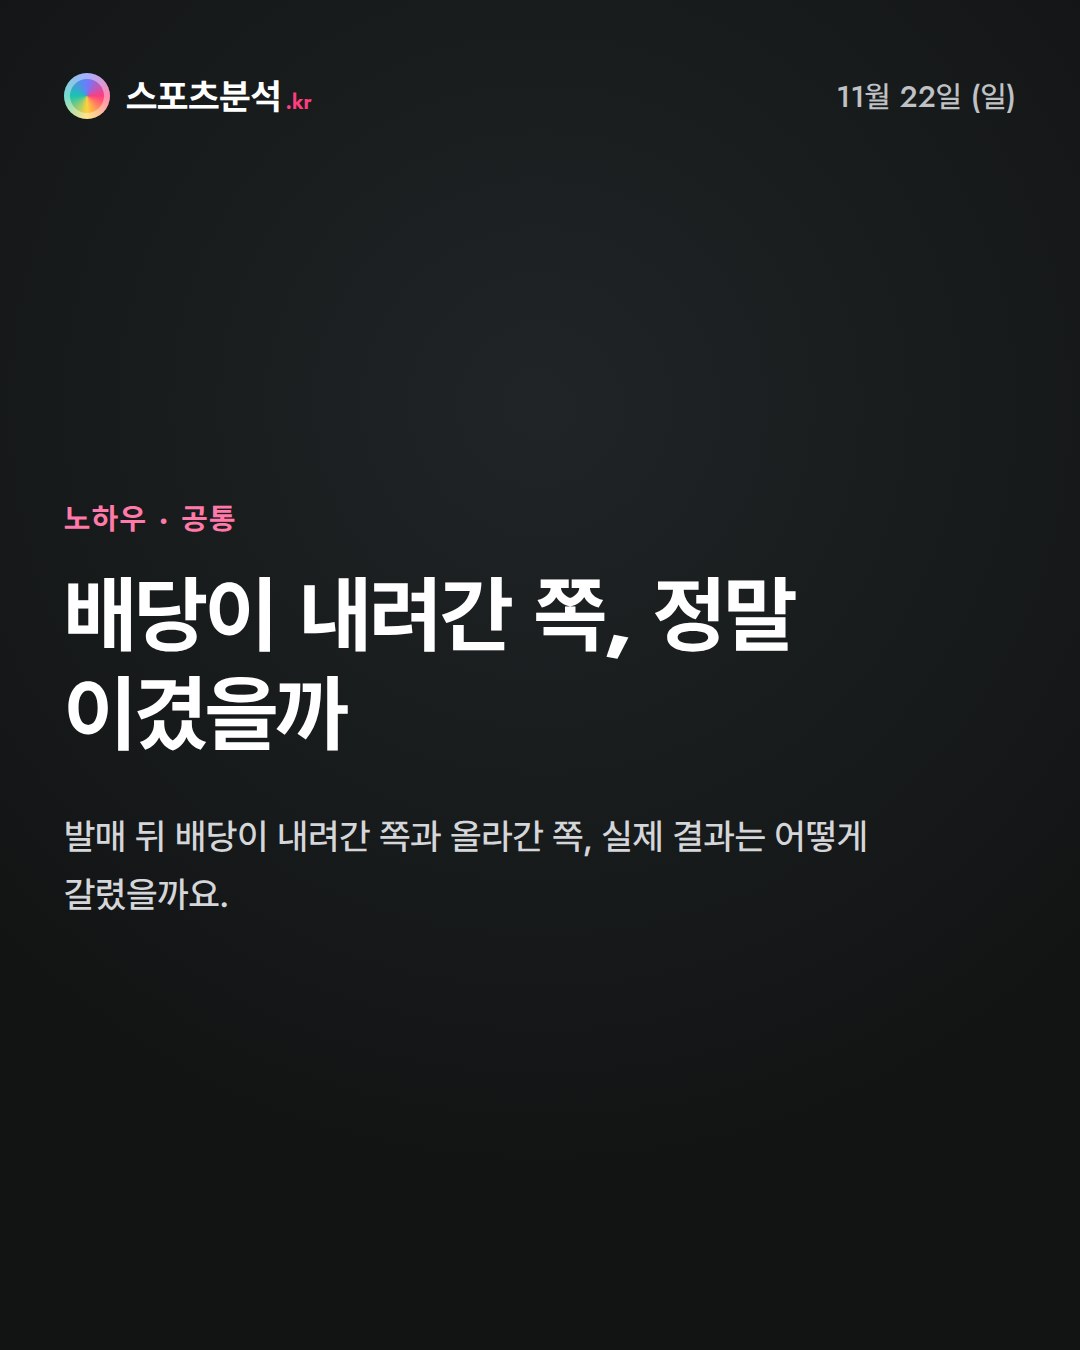 스포츠분석.kr
11월 22일 (일)
노하우 · 공통
배당이 내려간 쪽, 정말
이겼을까
발매 뒤 배당이 내려간 쪽과 올라간 쪽, 실제 결과는 어떻게
갈렸을까요.